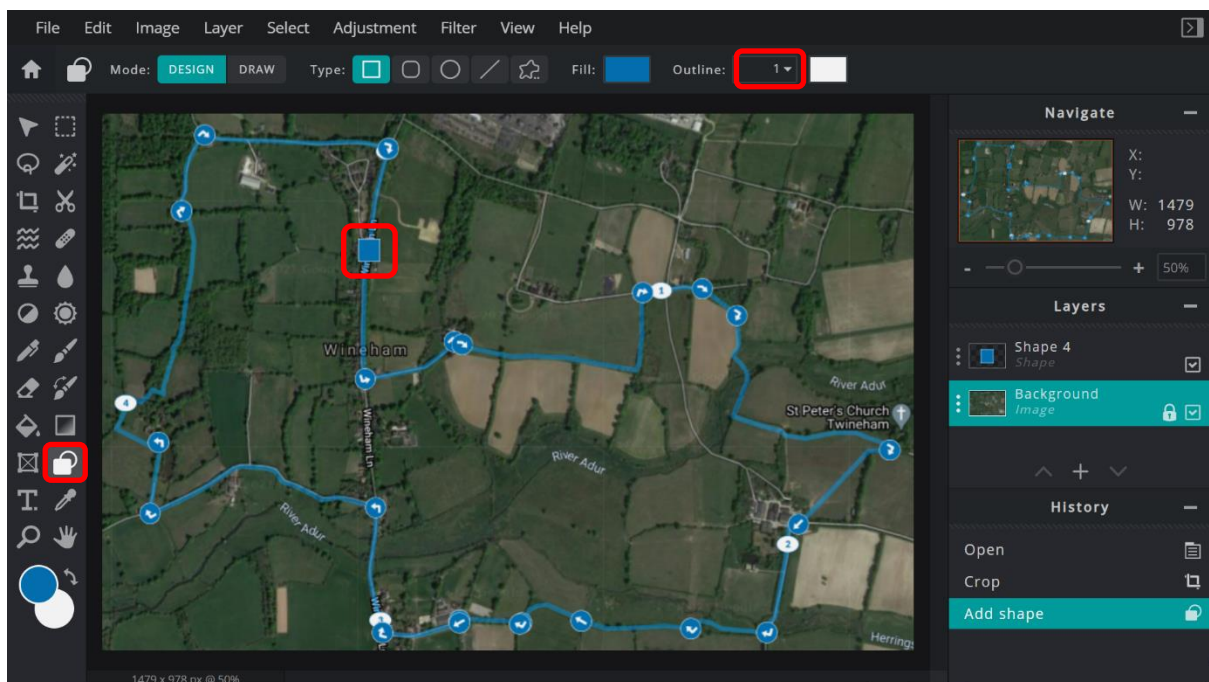 File Edit Image Layer Select Adjustment Filter View Help
Mode: DESIGN DRAW Type: Fill: Outline: 1
Navigate
X:
Y:
W: 1479
H: 978
- + 50%
Layers
Shape 4
Shape
Background
Image
History
Open
Crop
Add shape
1
Wineham
River Adur
St Peter's Church
Twineham
4
Wineham Ln
River Adur
River Adur
2
3
Herrings
1479 x 978 px @ 50%